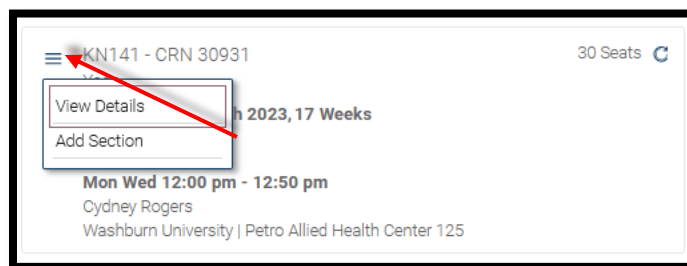 KN141 - CRN 30931
30 Seats
View Details
h 2023, 17 Weeks
Add Section
Mon Wed 12:00 pm - 12:50 pm
Cydney Rogers
Washburn University | Petro Allied Health Center 125